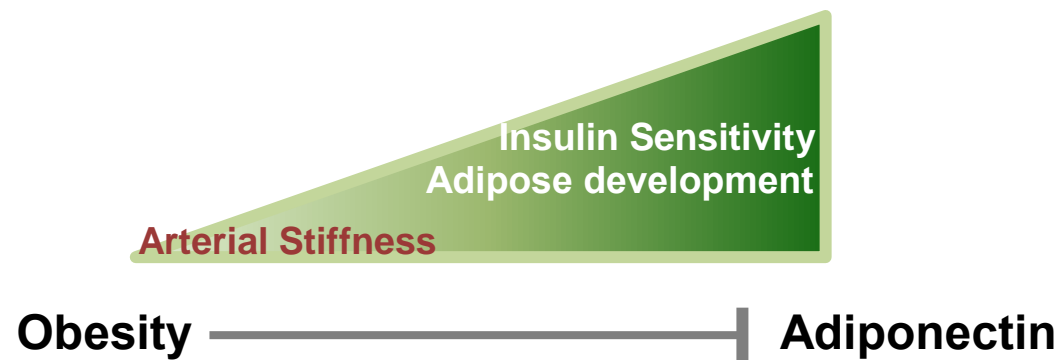 Insulin Sensitivity
Adipose development
Arterial Stiffness
Obesity Adiponectin